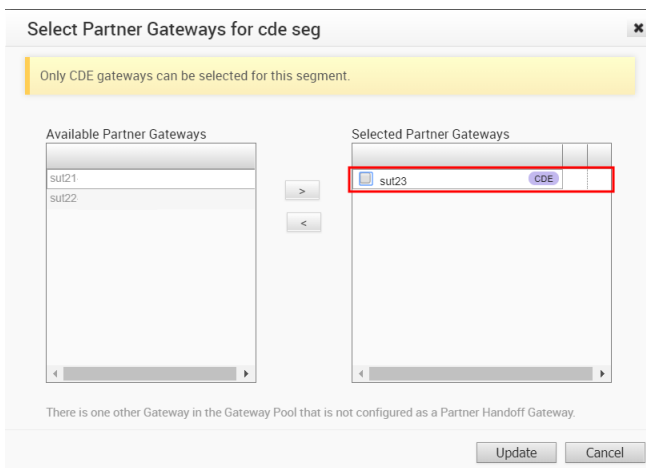 Select Partner Gateways for cde seg
Only CDE gateways can be selected for this segment.
Available Partner Gateways
sut21
sut22
>
<
Selected Partner Gateways
sut23 CDE
There is one other Gateway in the Gateway Pool that is not configured as a Partner Handoff Gateway.
Update Cancel